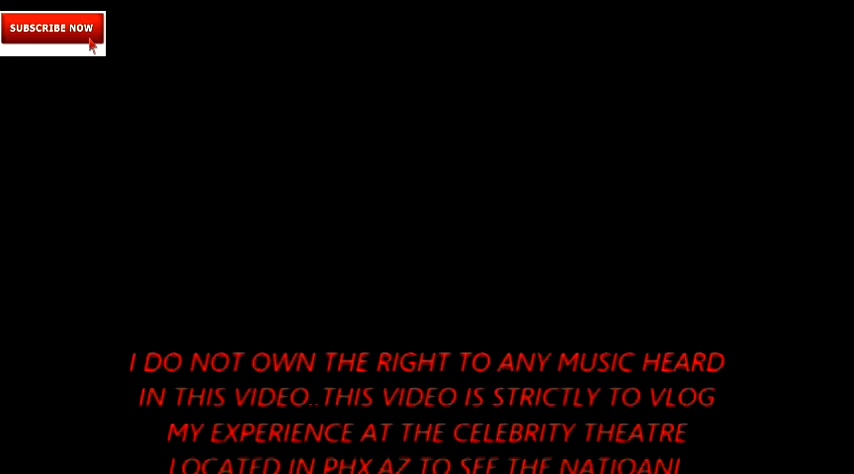 SUBSCRIBE NOW
I DO NOT OWN THE RIGHT TO ANY MUSIC HEARD
IN THIS VIDEO..THIS VIDEO IS STRICTLY TO VLOG
MY EXPERIENCE AT THE CELEBRITY THEATRE
LOCATED IN PHX,AZ TO SEE THE NATIOANL